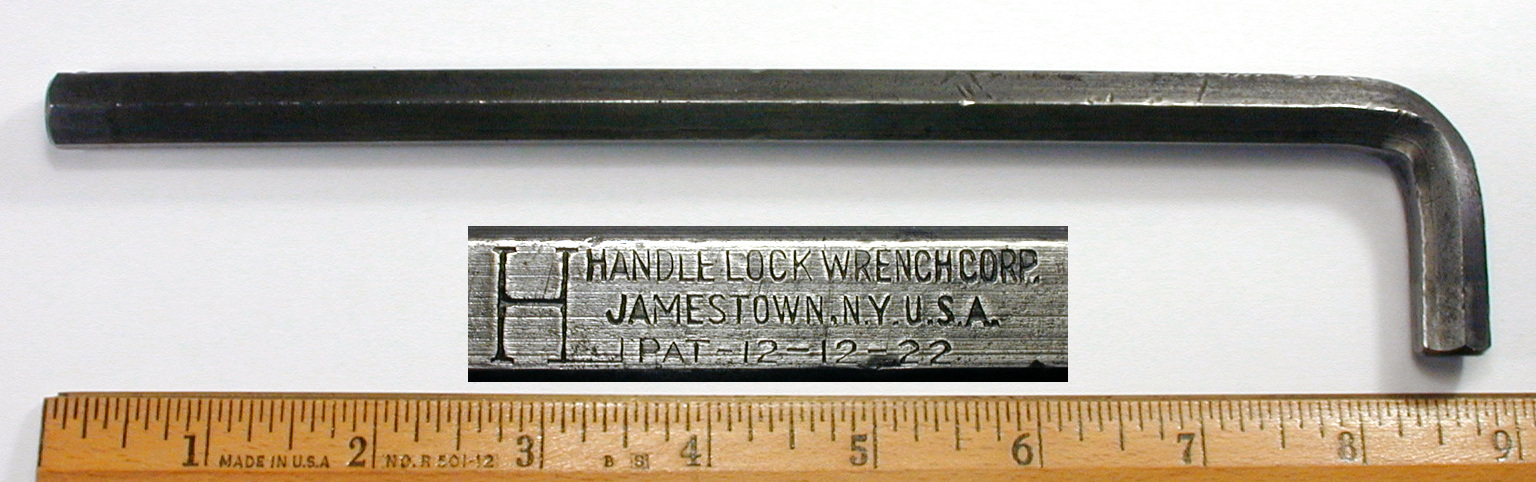 H HANDLE LOCK WRENCH CORP.
JAMESTOWN, N.Y. U.S.A.
PAT-12-12-22
1 2 3 4 5 6 7 8 9
MADE IN U.S.A NO. R 501-12 B S